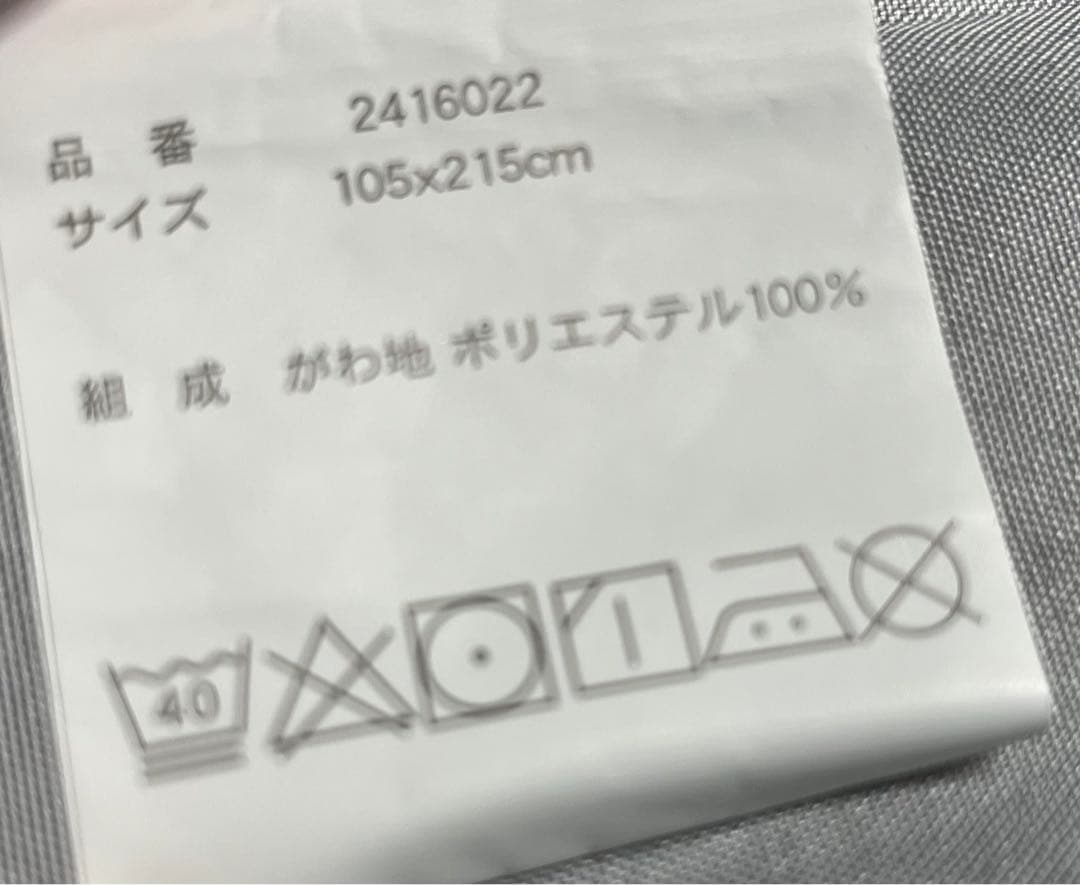 品 番 2416022
サイズ 105x215cm
組 成 がわ地 ポリエステル100%
40